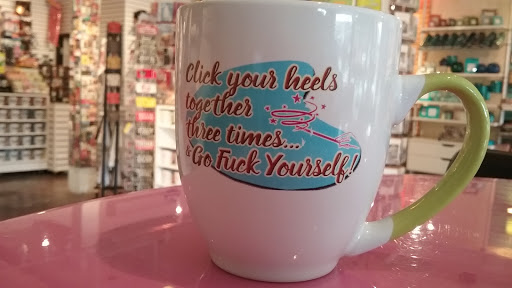 Click your heels
together
three times...
& Go Fuck Yourself!